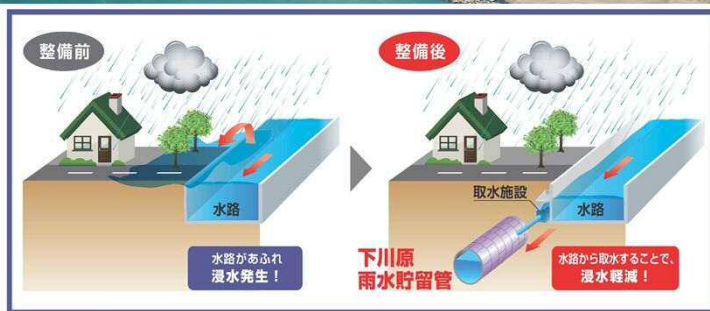 整備前
水路
水路があふれ
浸水発生!
整備後
取水施設
水路
下川原
雨水貯留管
水路から取水することで、
浸水軽減!